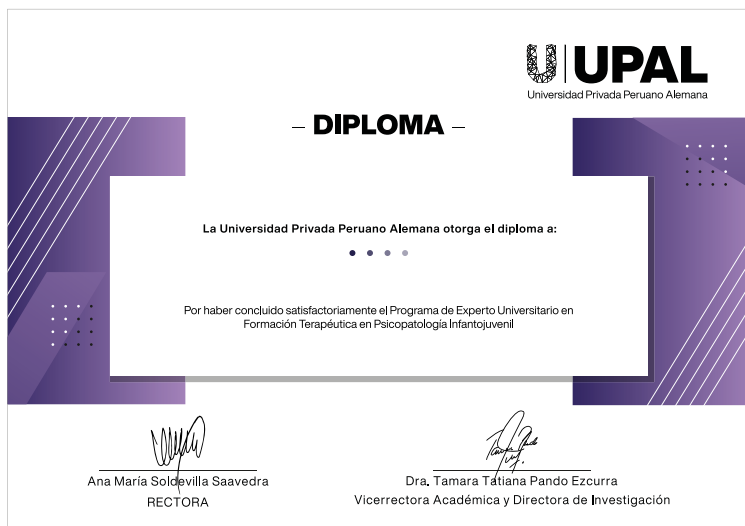 UPAL
Universidad Privada Peruano Alemana
– DIPLOMA –
La Universidad Privada Peruano Alemana otorga el diploma a:
Por haber concluido satisfactoriamente el Programa de Experto Universitario en
Formación Terapéutica en Psicopatología Infantojuvenil
Ana María Soldevilla Saavedra
RECTORA
Dra. Tamara Tatiana Pando Ezcurra
Vicerrectora Académica y Directora de Investigación